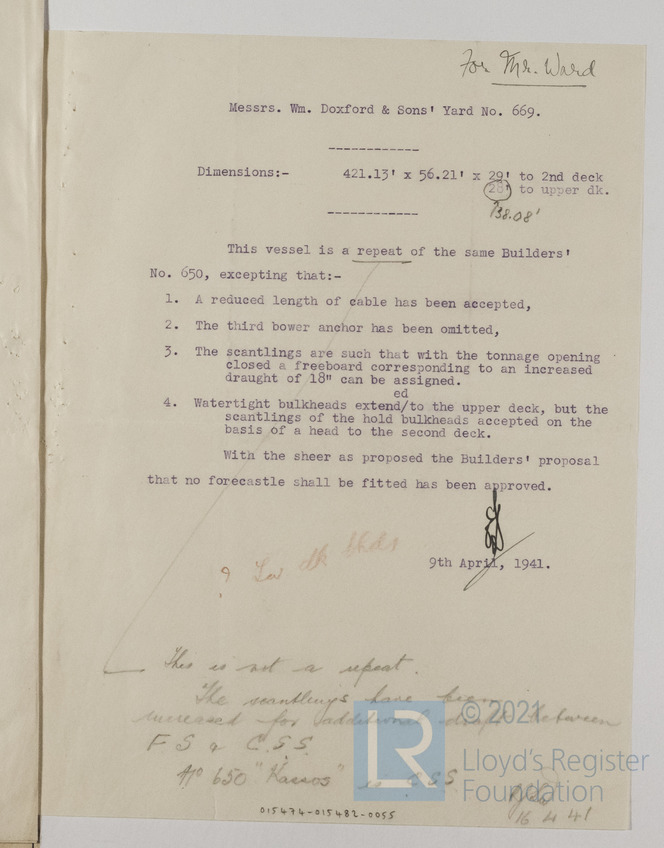 For Mr. Ward
Messrs. Wm. Doxford & Sons' Yard No. 669.
Dimensions:- 421.13' x 56.21' x 29' to 2nd deck
28' to upper dk.
?38.08'
This vessel is a repeat of the same Builders'
No. 650, excepting that:-
1. A reduced length of cable has been accepted,
2. The third bower anchor has been omitted,
3. The scantlings are such that with the tonnage opening
closed a freeboard corresponding to an increased
draught of 18" can be assigned.
ed
4. Watertight bulkheads extend/to the upper deck, but the
scantlings of the hold bulkheads accepted on the
basis of a head to the second deck.
With the sheer as proposed the Builders' proposal
that no forecastle shall be fitted has been approved.
9th April, 1941.
? dk bhds
This is not a repeat.
The scantlings have been
increased for additional draft between
F S & C.S.S.
No 650 "Kassos" is C.S.S.
16 4 41
015474-015482-0055
LR
© 2021
Lloyd's Register
Foundation